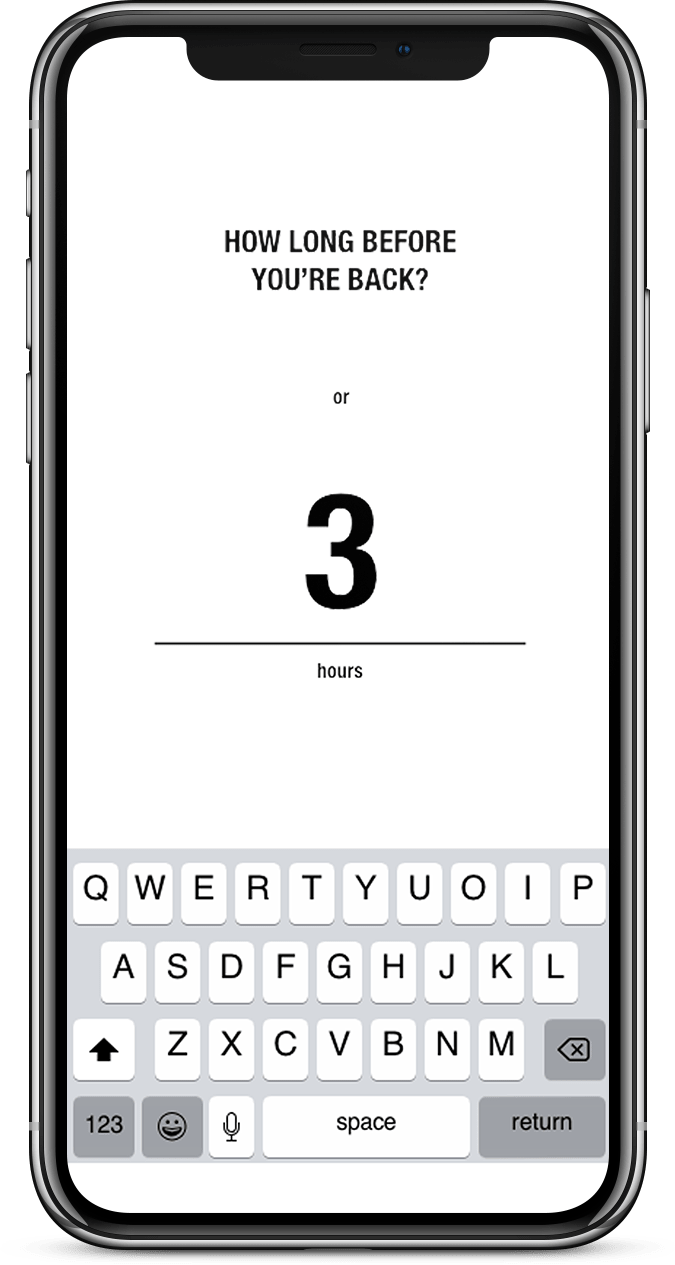 HOW LONG BEFORE
YOU’RE BACK?
or
3
hours
Q W E R T Y U O I P
A S D F G H J K L
Z X C V B N M
123 space return